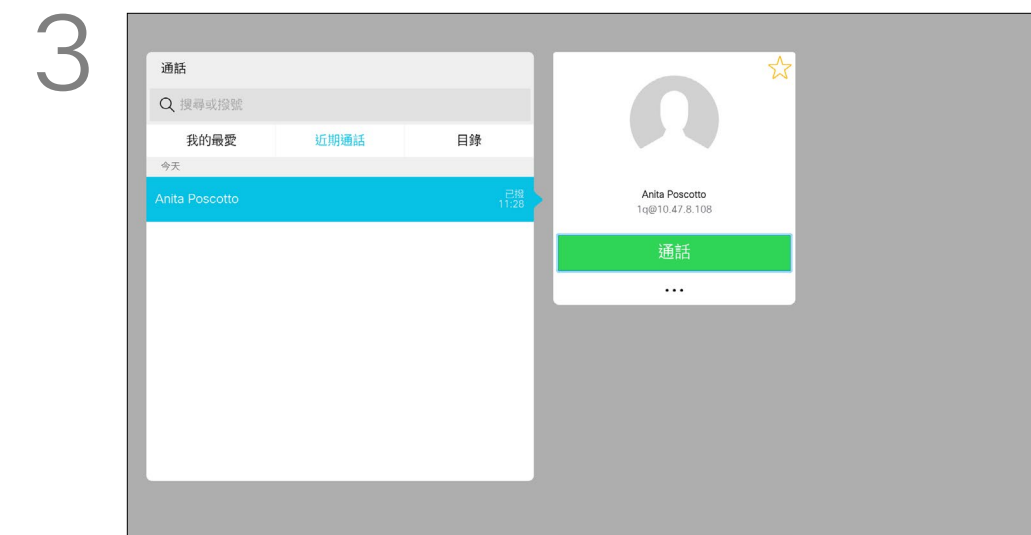 3
通話
搜尋或撥號
我的最愛 近期通話 目錄
今天
Anita Poscotto
已撥
11:28
Anita Poscotto
1q@10.47.8.108
通話
...